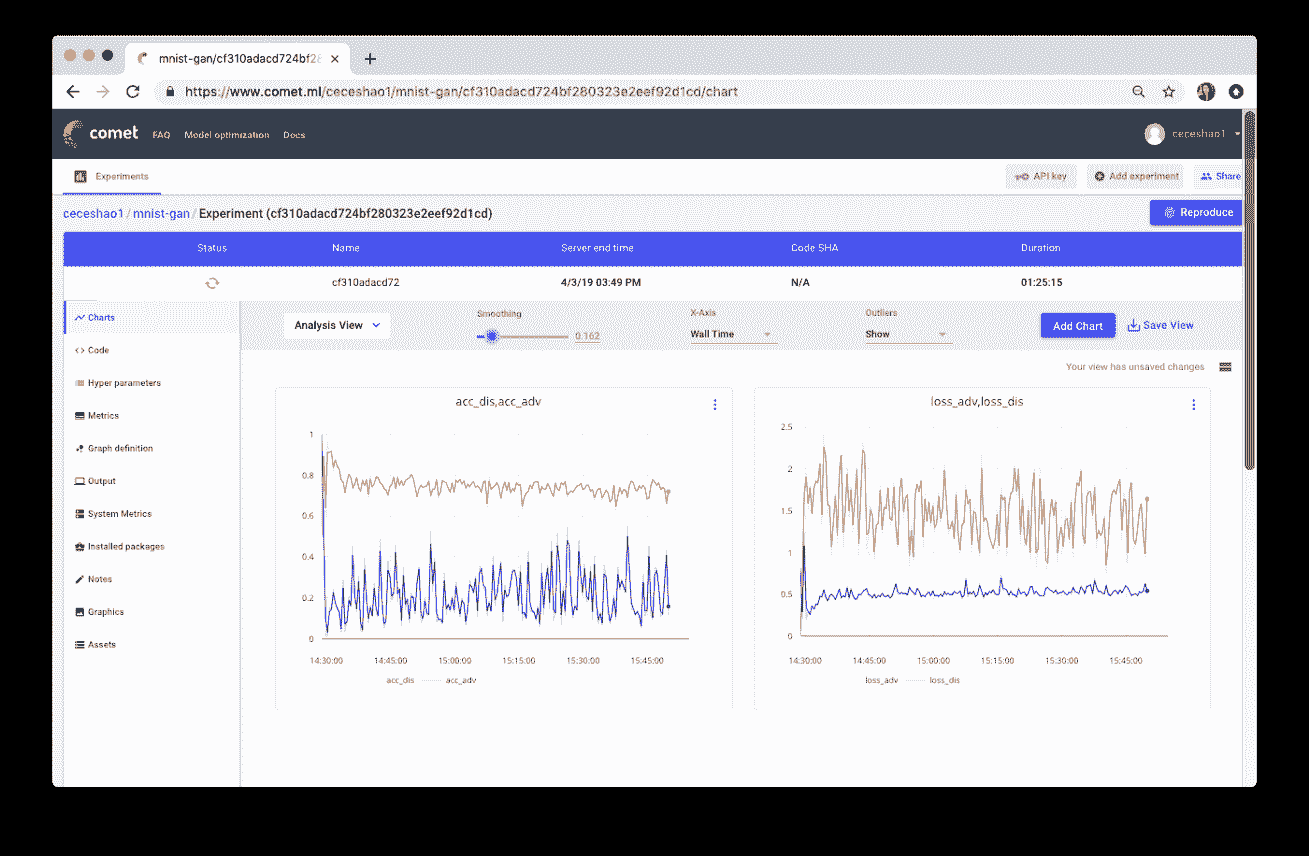 mnist-gan/cf310adacd724bf28
https://www.comet.ml/ceceshao1/mnist-gan/cf310adacd724bf280323e2eef92d1cd/chart
comet FAQ Model optimization Docs ceceshao1
Experiments API key Add experiment Share
ceceshao1 / mnist-gan / Experiment (cf310adacd724bf280323e2eef92d1cd) Reproduce
Status Name Server end time Code SHA Duration
cf310adacd72 4/3/19 03:49 PM N/A 01:25:15
Charts
Code
Hyper parameters
Metrics
Graph definition
Output
System Metrics
Installed packages
Notes
Graphics
Assets
Analysis View
Smoothing
0.162
X-Axis
Wall Time
Outliers
Show
Add Chart
Save View
Your view has unsaved changes
acc_dis,acc_adv
1
0.8
0.6
0.4
0.2
0
14:30:00 14:45:00 15:00:00 15:15:00 15:30:00 15:45:00
acc_dis acc_adv
loss_adv,loss_dis
2.5
2
1.5
1
0.5
0
14:30:00 14:45:00 15:00:00 15:15:00 15:30:00 15:45:00
loss_adv loss_dis